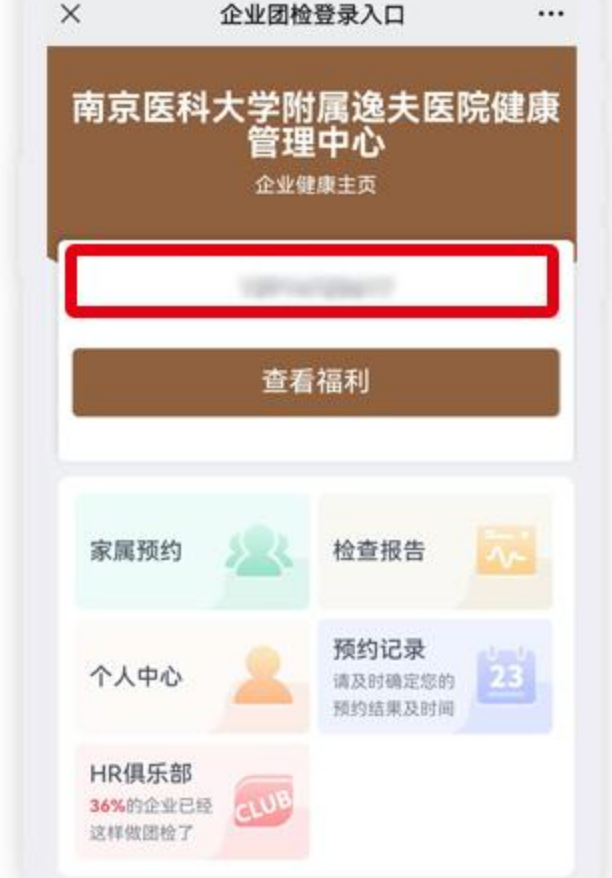 企业团检登录入口
南京医科大学附属逸夫医院健康
管理中心
企业健康主页
查看福利
家属预约
检查报告
个人中心
预约记录
请及时确定您的
预约结果及时间
23
HR俱乐部
36%的企业已经
这样做团检了
CLUB